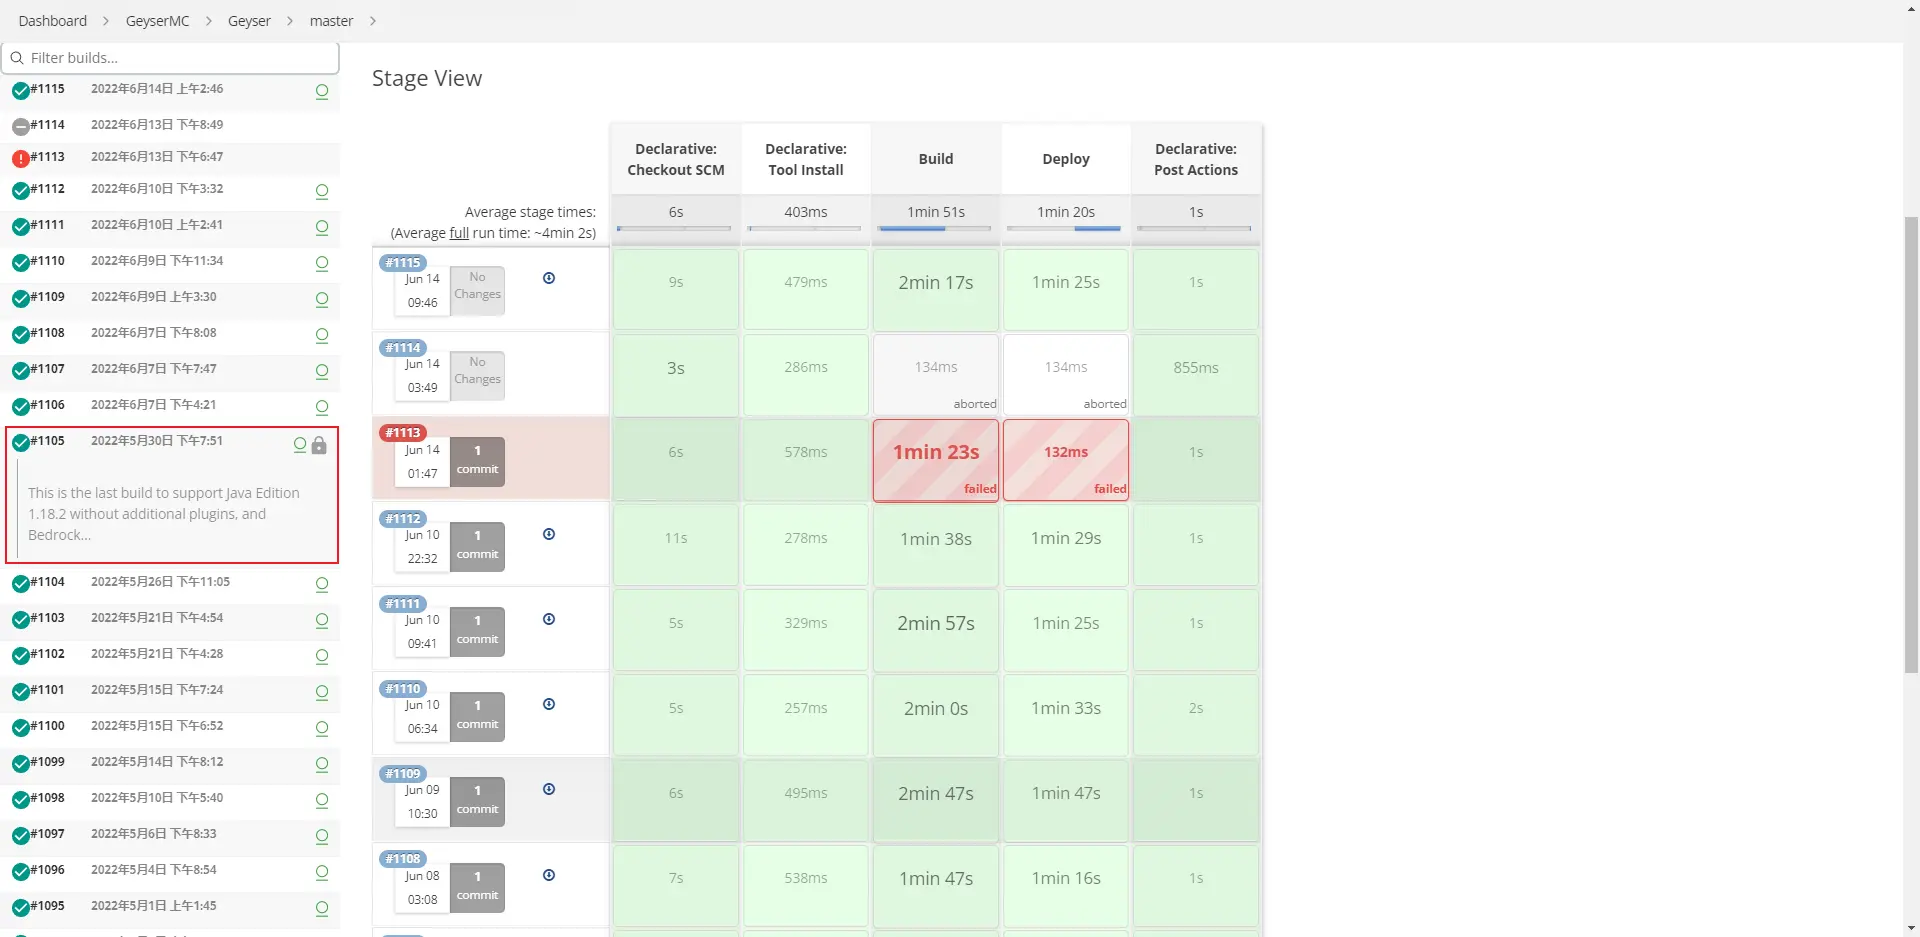 Dashboard > GeyserMC > Geyser > master >
Filter builds...
#1115 2022年6月14日 上午2:46
#1114 2022年6月13日 下午8:49
#1113 2022年6月13日 下午6:47
#1112 2022年6月10日 下午3:32
#1111 2022年6月10日 上午2:41
#1110 2022年6月9日 下午11:34
#1109 2022年6月9日 上午3:30
#1108 2022年6月7日 下午8:08
#1107 2022年6月7日 下午7:47
#1106 2022年6月7日 下午4:21
#1105 2022年5月30日 下午7:51
This is the last build to support Java Edition
1.18.2 without additional plugins, and
Bedrock...
#1104 2022年5月26日 下午11:05
#1103 2022年5月21日 下午4:54
#1102 2022年5月21日 下午4:28
#1101 2022年5月15日 下午7:24
#1100 2022年5月15日 下午6:52
#1099 2022年5月14日 下午8:12
#1098 2022年5月10日 下午5:40
#1097 2022年5月6日 下午8:33
#1096 2022年5月4日 下午8:54
#1095 2022年5月1日 上午1:45
Stage View
Declarative:
Checkout SCM
Declarative:
Tool Install
Build
Deploy
Declarative:
Post Actions
Average stage times:
(Average full run time: ~4min 2s)
6s 403ms 1min 51s 1min 20s 1s
#1115
Jun 14
09:46
No
Changes
9s 479ms 2min 17s 1min 25s 1s
#1114
Jun 14
03:49
No
Changes
3s 286ms 134ms 134ms 855ms
aborted aborted
#1113
Jun 14
01:47
1
commit
6s 578ms 1min 23s 132ms 1s
failed failed
#1112
Jun 10
22:32
1
commit
11s 278ms 1min 38s 1min 29s 1s
#1111
Jun 10
09:41
1
commit
5s 329ms 2min 57s 1min 25s 1s
#1110
Jun 10
06:34
1
commit
5s 257ms 2min 0s 1min 33s 2s
#1109
Jun 09
10:30
1
commit
6s 495ms 2min 47s 1min 47s 1s
#1108
Jun 08
03:08
1
commit
7s 538ms 1min 47s 1min 16s 1s